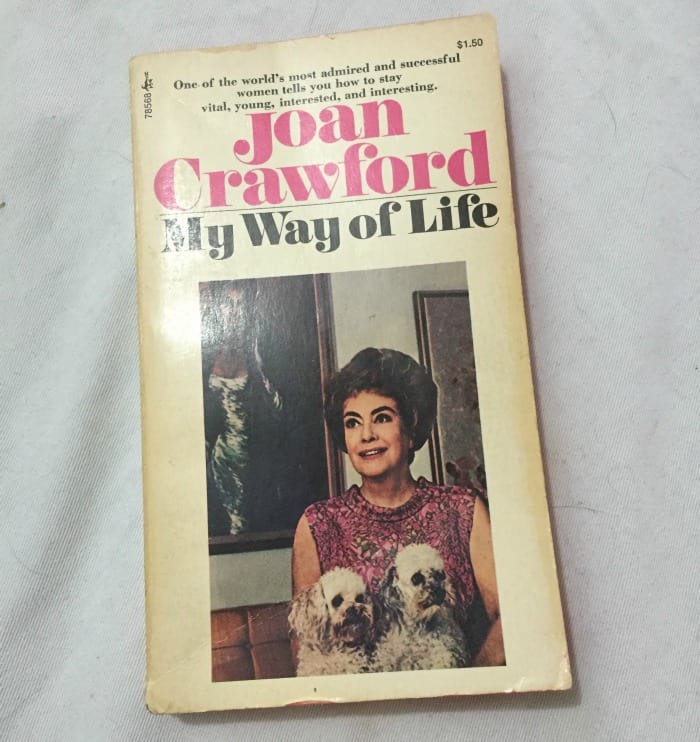 $1.50
78568
One of the world's most admired and successful
women tells you how to stay
vital, young, interested, and interesting.
Joan
Crawford
My Way of Life